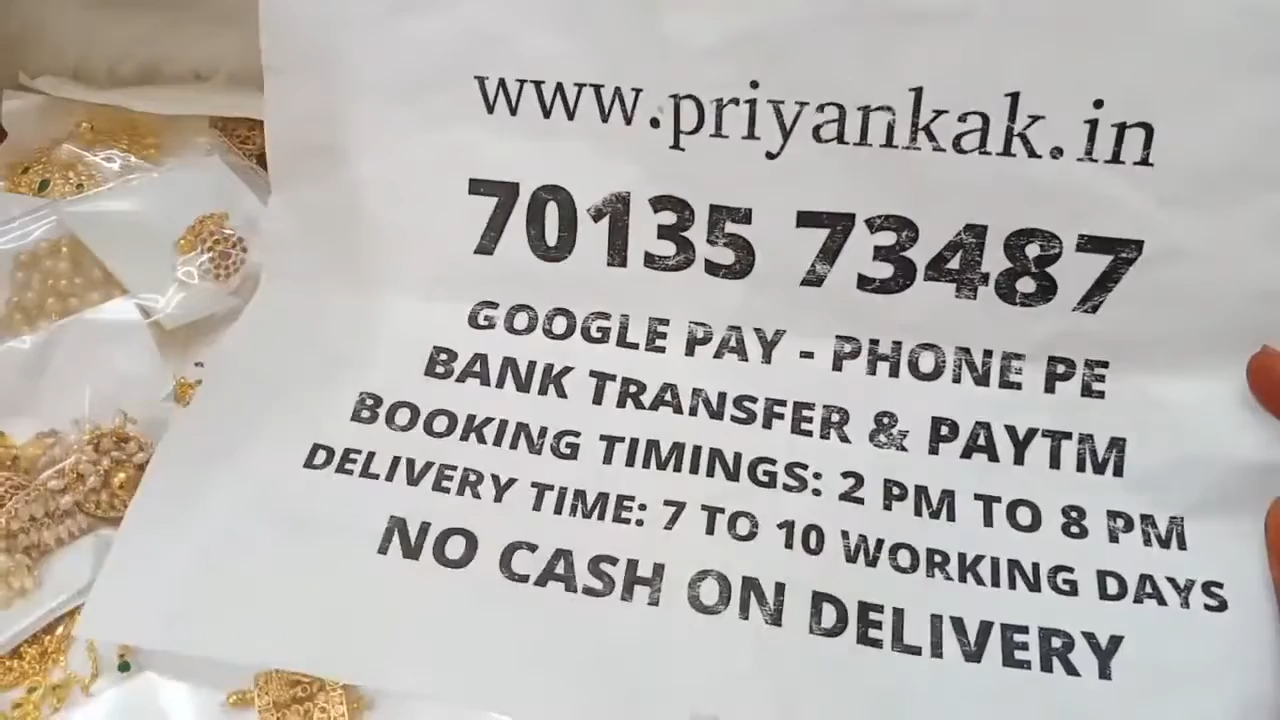 www.priyankak.in
70135 73487
GOOGLE PAY - PHONE PE
BANK TRANSFER & PAYTM
BOOKING TIMINGS: 2 PM TO 8 PM
DELIVERY TIME: 7 TO 10 WORKING DAYS
NO CASH ON DELIVERY